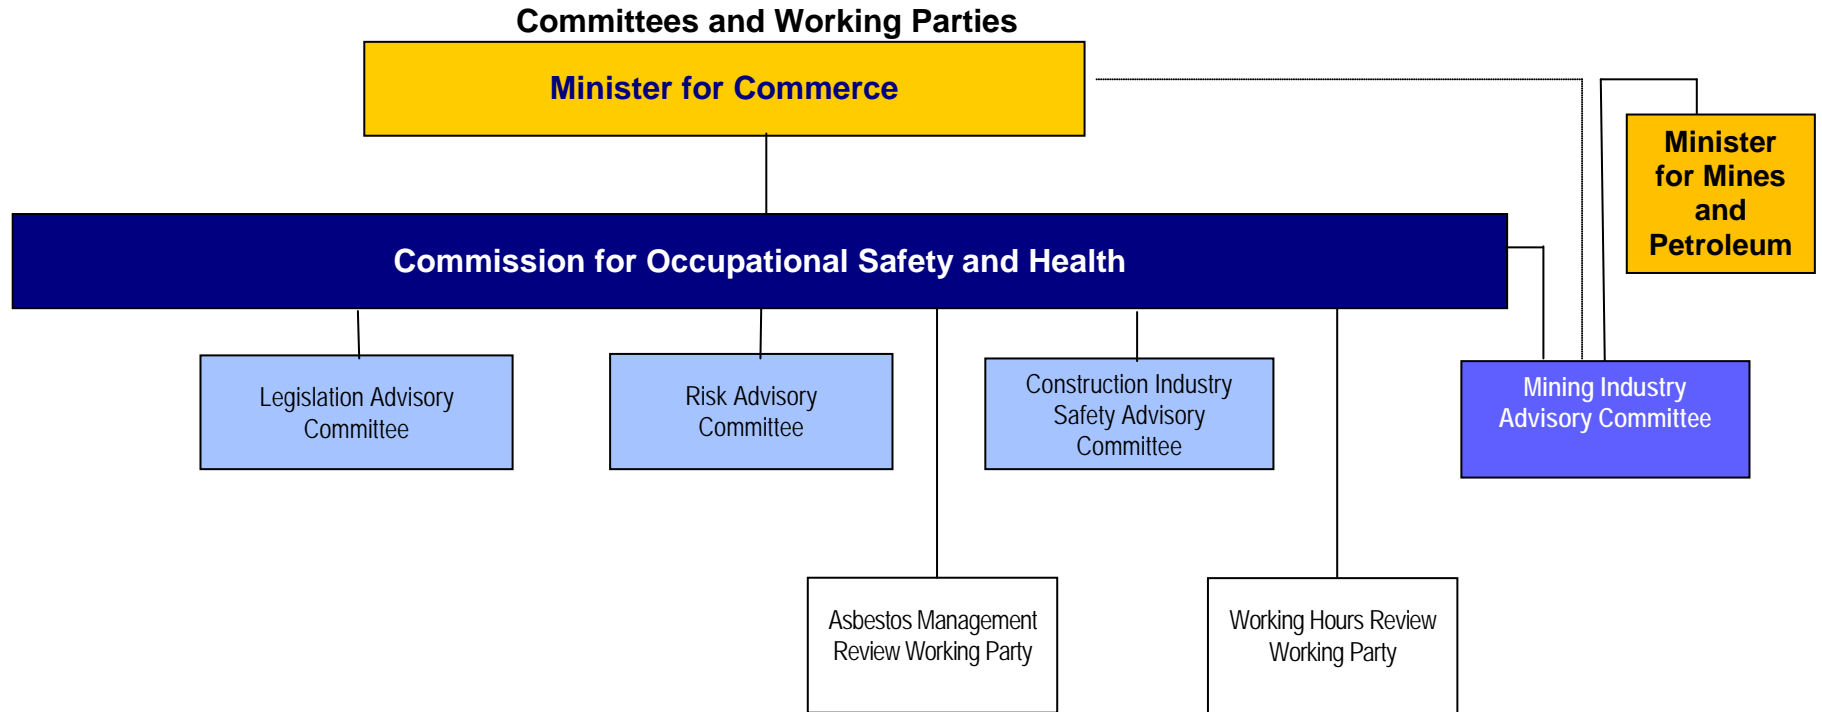 Committees and Working Parties
Minister for Commerce
Minister
for Mines
and
Petroleum
Commission for Occupational Safety and Health
Legislation Advisory
Committee
Risk Advisory
Committee
Construction Industry
Safety Advisory
Committee
Mining Industry
Advisory Committee
Asbestos Management
Review Working Party
Working Hours Review
Working Party